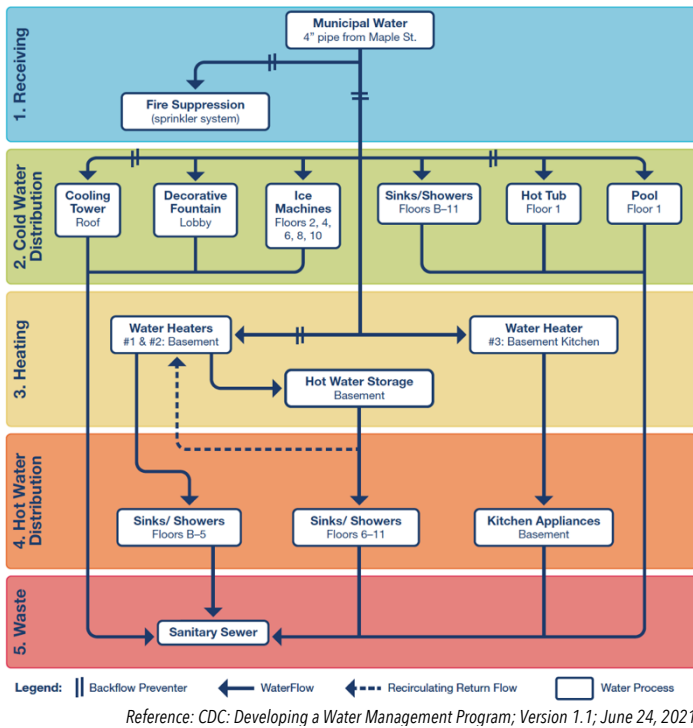 1. Receiving
Municipal Water
4” pipe from Maple St.
Fire Suppression
(sprinkler system)
2. Cold Water
Distribution
Cooling
Tower
Roof
Decorative
Fountain
Lobby
Ice
Machines
Floors 2, 4,
6, 8, 10
Sinks/Showers
Floors B–11
Hot Tub
Floor 1
Pool
Floor 1
3. Heating
Water Heaters
#1 & #2: Basement
Water Heater
#3: Basement Kitchen
Hot Water Storage
Basement
4. Hot Water
Distribution
Sinks/ Showers
Floors B–5
Sinks/ Showers
Floors 6–11
Kitchen Appliances
Basement
5. Waste
Sanitary Sewer
Legend:
Backflow Preventer
WaterFlow
Recirculating Return Flow
Water Process
Reference: CDC: Developing a Water Management Program; Version 1.1; June 24, 2021